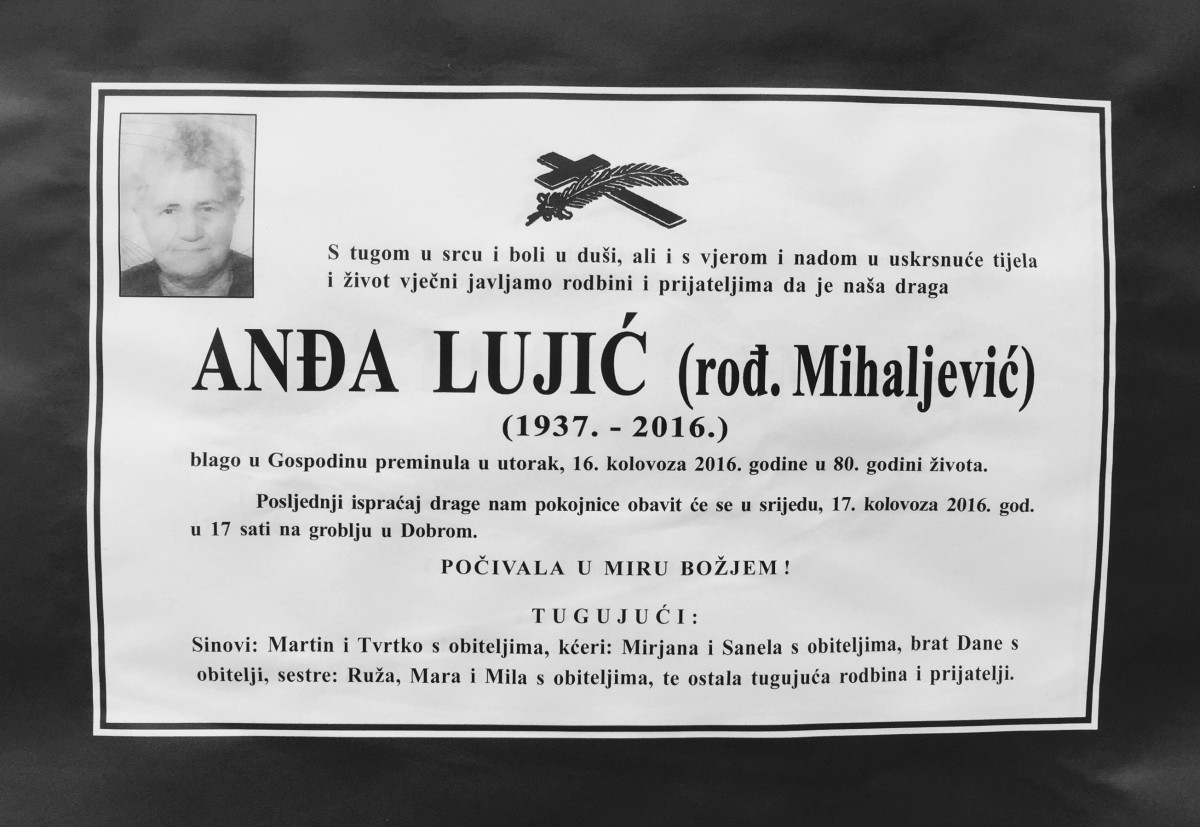 S tugom u srcu i boli u duši, ali i s vjerom i nadom u uskrsnuće tijela
i život vječni javljamo rodbini i prijateljima da je naša draga
ANĐA LUJIĆ (rođ. Mihaljević)
(1937. - 2016.)
blago u Gospodinu preminula u utorak, 16. kolovoza 2016. godine u 80. godini života.
Posljednji ispraćaj drage nam pokojnice obavit će se u srijedu, 17. kolovoza 2016. god.
u 17 sati na groblju u Dobrom.
POČIVALA U MIRU BOŽJEM !
TUGUJUĆI:
Sinovi: Martin i Tvrtko s obiteljima, kćeri: Mirjana i Sanela s obiteljima, brat Dane s
obitelji, sestre: Ruža, Mara i Mila s obiteljima, te ostala tugujuća rodbina i prijatelji.